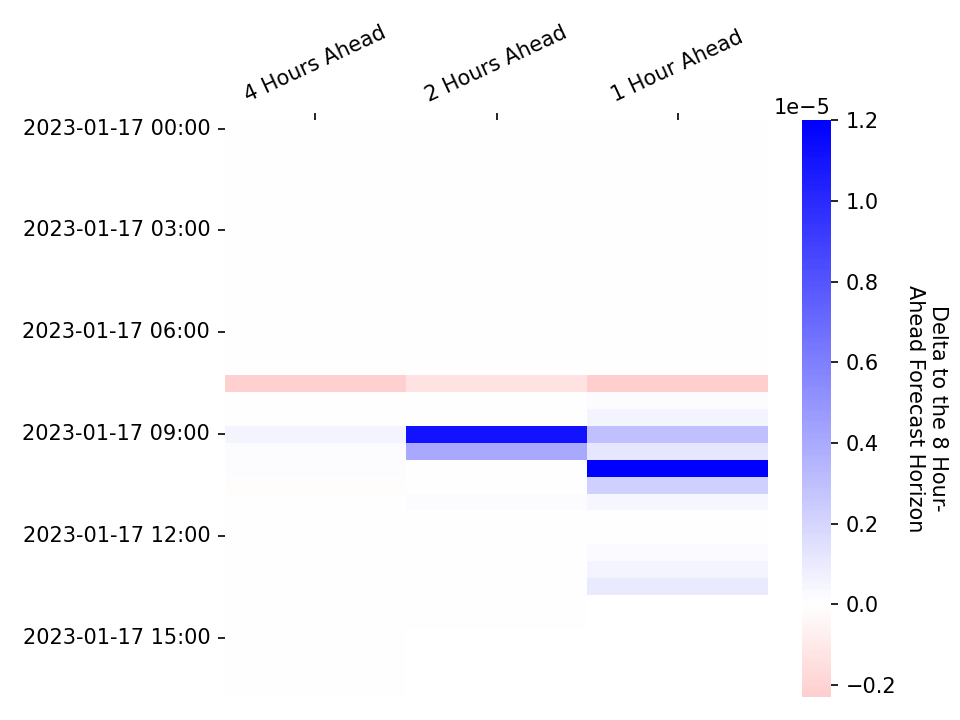 4 Hours Ahead
2 Hours Ahead
1 Hour Ahead
1e−5
2023-01-17 00:00
2023-01-17 03:00
2023-01-17 06:00
2023-01-17 09:00
2023-01-17 12:00
2023-01-17 15:00
1.2
1.0
0.8
0.6
0.4
0.2
0.0
−0.2
Delta to the 8 Hour-
Ahead Forecast Horizon